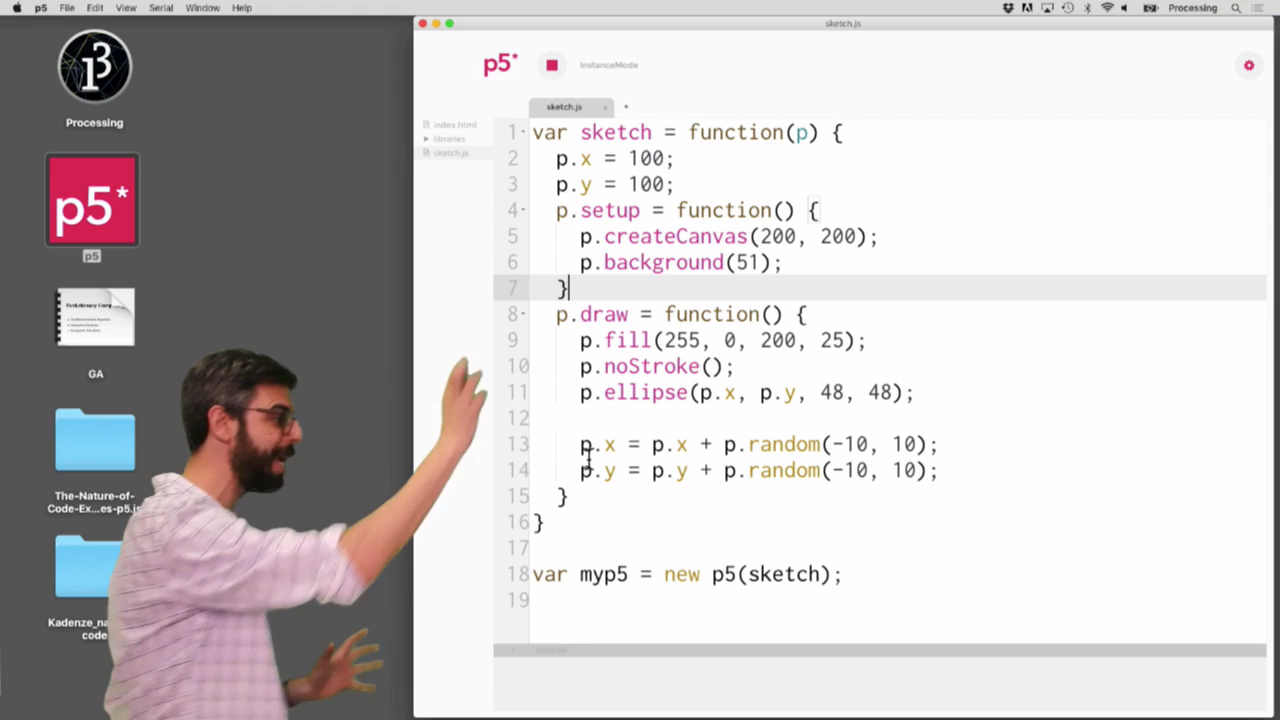 p5 File Edit View Serial Window Help
Processing
sketch.js
p5*
InstanceMode
sketch.js × +
index.html
libraries
sketch.js
1 var sketch = function(p) {
2 p.x = 100;
3 p.y = 100;
4 p.setup = function() {
5 p.createCanvas(200, 200);
6 p.background(51);
7 }
8 p.draw = function() {
9 p.fill(255, 0, 200, 25);
10 p.noStroke();
11 p.ellipse(p.x, p.y, 48, 48);
12
13 p.x = p.x + p.random(-10, 10);
14 p.y = p.y + p.random(-10, 10);
15 }
16 }
17
18 var myp5 = new p5(sketch);
19
console
Processing
p5*
p5
GA
The-Nature-of-
Code-Ex...es-p5.js
Kadenze_na
code